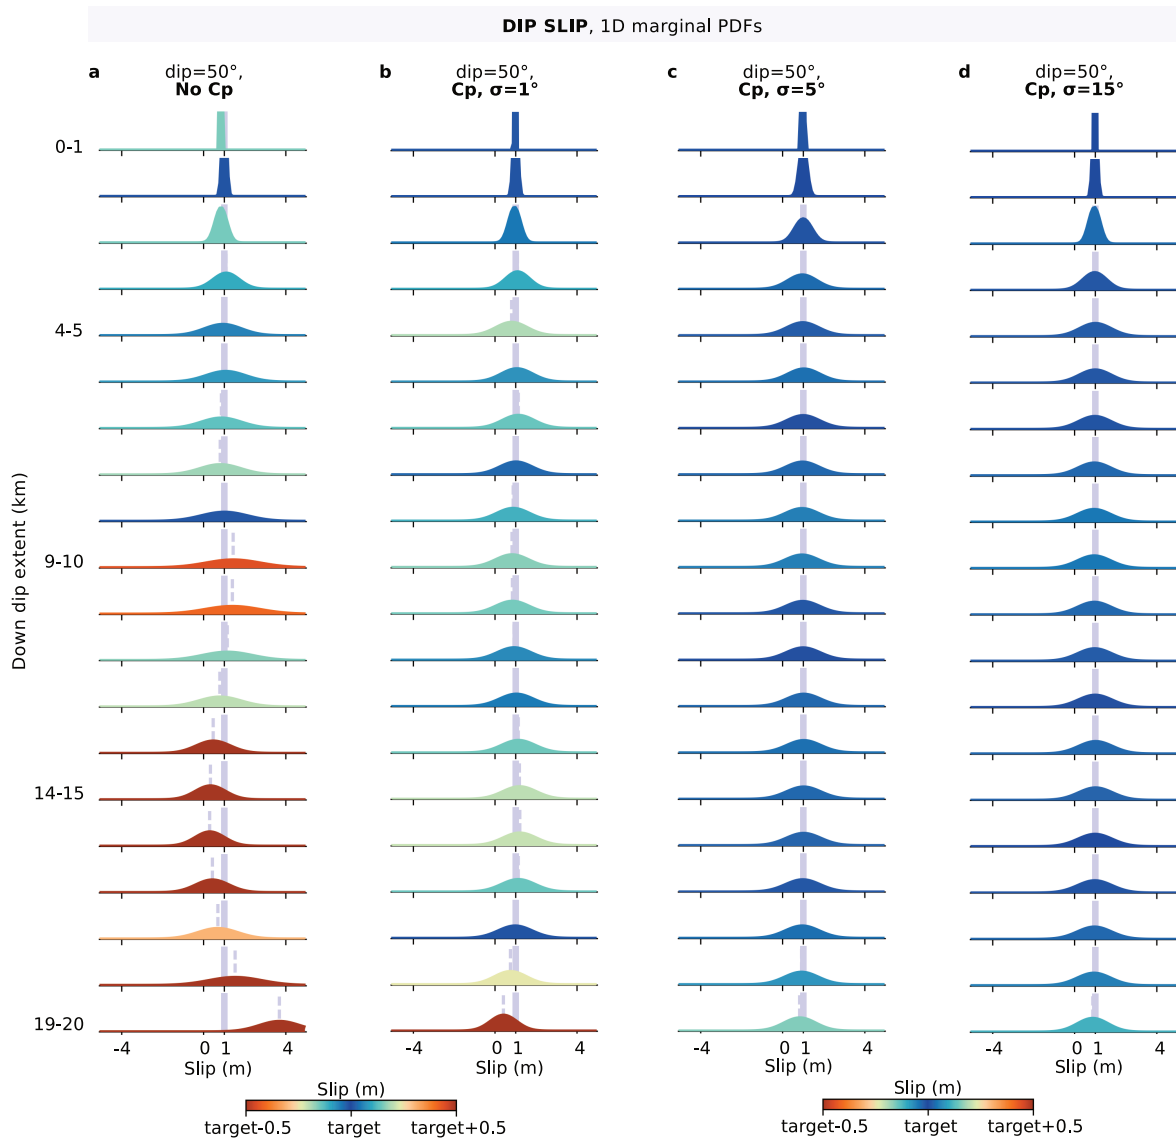 DIP SLIP, 1D marginal PDFs
a
dip=50°,
No Cp
b
dip=50°,
Cp, σ=1°
c
dip=50°,
Cp, σ=5°
d
dip=50°,
Cp, σ=15°
Down dip extent (km)
0-1
4-5
9-10
14-15
19-20
-4 0 1 4
Slip (m)
-4 0 1 4
Slip (m)
-4 0 1 4
Slip (m)
-4 0 1 4
Slip (m)
Slip (m)
target-0.5 target target+0.5
Slip (m)
target-0.5 target target+0.5